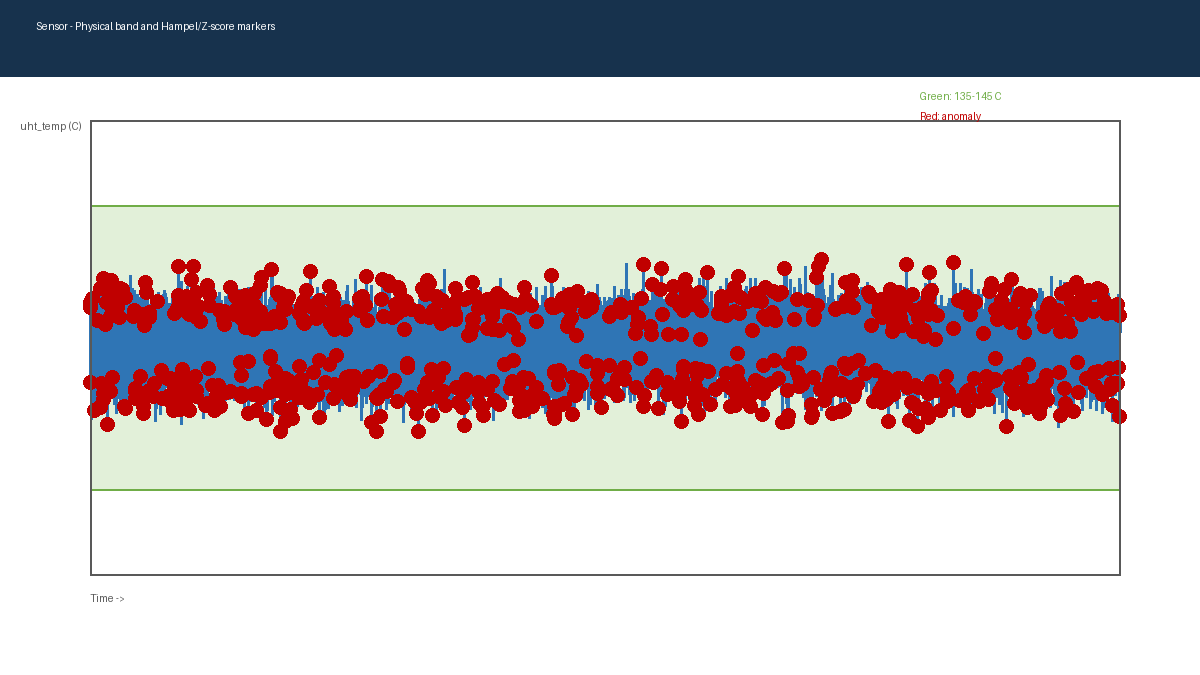 Sensor - Physical band and Hampel/Z-score markers
Green: 135-145 C
Red: anomaly
uht_temp (C)
Time ->